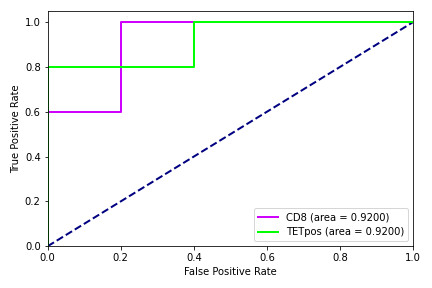 1.0
0.8
0.6
0.4
0.2
0.0
True Positive Rate
CD8 (area = 0.9200)
TETpos (area = 0.9200)
0.0 0.2 0.4 0.6 0.8 1.0
False Positive Rate